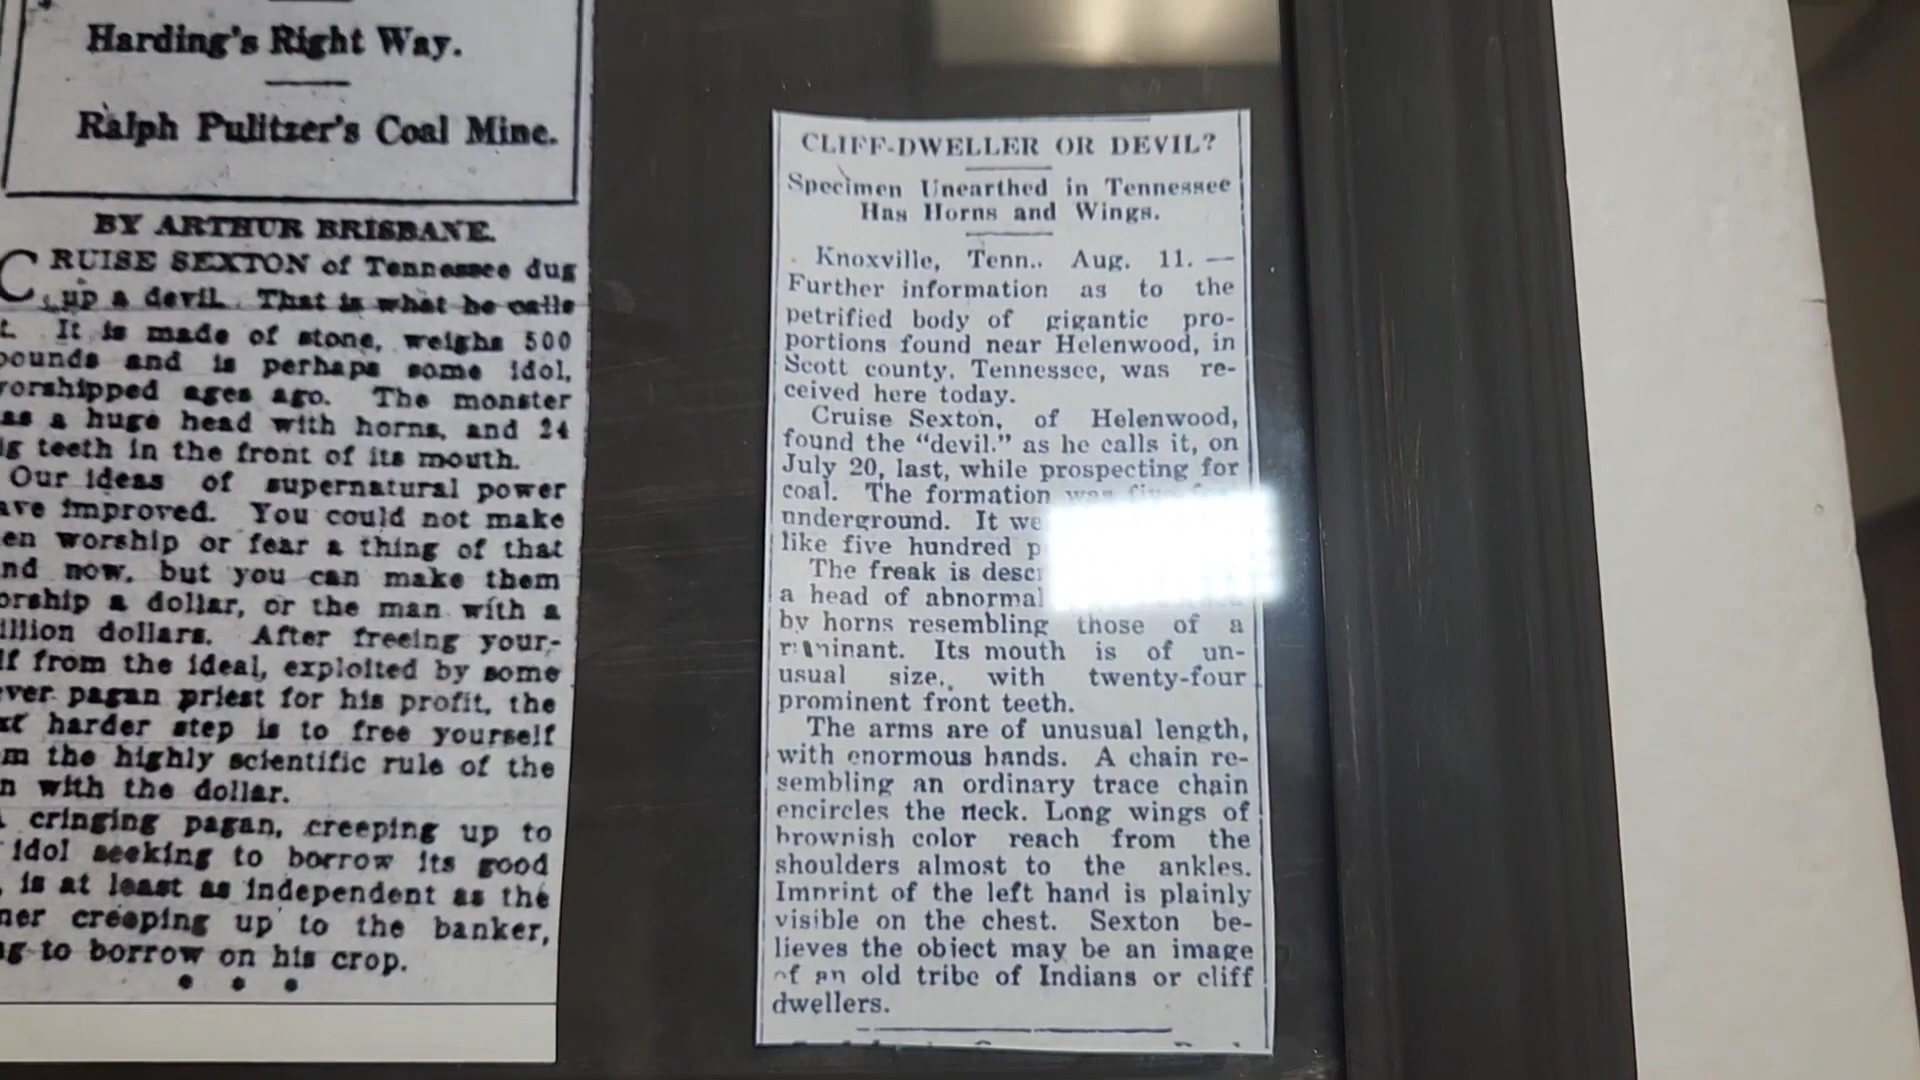 Harding's Right Way.
Ralph Pulitzer's Coal Mine.
BY ARTHUR BRISBANE.
CRUISE SEXTON of Tennessee dug
up a devil. That is what he calls
It is made of stone, weighs 500
pounds and is perhaps some idol,
worshipped ages ago. The monster
has a huge head with horns, and 24
big teeth in the front of its mouth.
Our ideas of supernatural power
have improved. You could not make
men worship or fear a thing of that
kind now, but you can make them
worship a dollar, or the man with a
million dollars. After freeing your-
self from the ideal, exploited by some
clever pagan priest for his profit, the
next harder step is to free yourself
from the highly scientific rule of the
man with the dollar.
cringing pagan, creeping up to
idol seeking to borrow its good
is at least as independent as the
creeping up to the banker,
to borrow on his crop.
CLIFF-DWELLER OR DEVIL?
Specimen Unearthed in Tennessee
Has Horns and Wings.
Knoxville, Tenn.. Aug. 11. —
Further information as to the
petrified body of gigantic pro-
portions found near Helenwood, in
Scott county, Tennessee, was re-
ceived here today.
Cruise Sexton, of Helenwood,
found the "devil." as he calls it, on
July 20, last, while prospecting for
coal. The formation was five
underground. It
like five hundred
The freak is
a head of abnormal
by horns resembling those of a
ruminant. Its mouth is of un-
usual size, with twenty-four
prominent front teeth.
The arms are of unusual length,
with enormous hands. A chain re-
sembling an ordinary trace chain
encircles the neck. Long wings of
brownish color reach from the
shoulders almost to the ankles.
Imprint of the left hand is plainly
visible on the chest. Sexton be-
lieves the object may be an image
of an old tribe of Indians or cliff
dwellers.